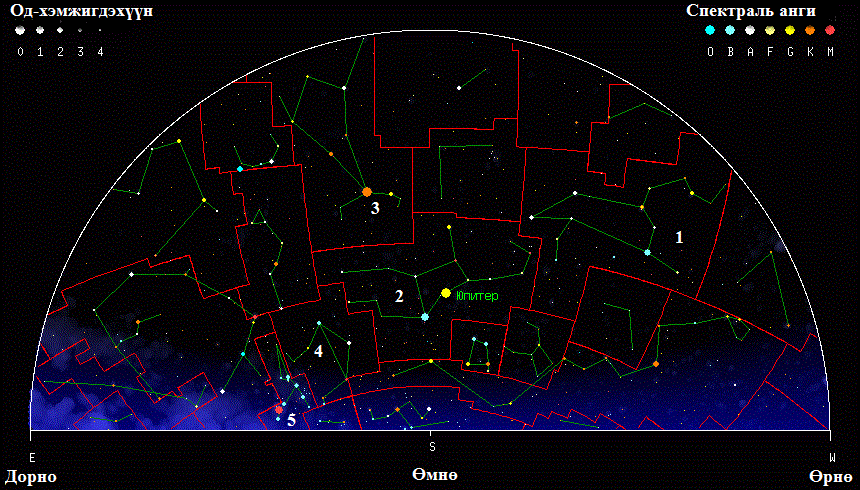 Од-хэмжигдэхүүн
Спектраль анги
0 1 2 3 4
O B A F G K M
3
1
2
Юпитер
4
5
E
S
W
Дорно
Өмнө
Өрнө